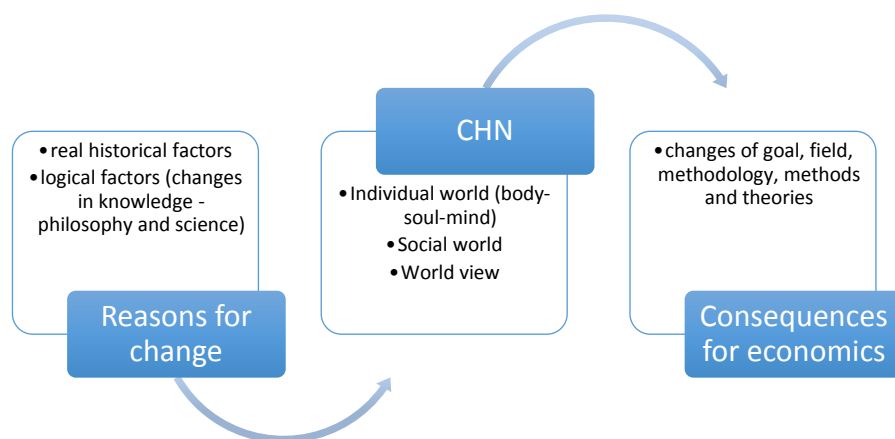 •real historical factors
•logical factors (changes
in knowledge -
philosophy and science)
Reasons for
change
CHN
•Individual world (body-
soul-mind)
•Social world
•World view
•changes of goal, field,
methodology, methods
and theories
Consequences
for economics